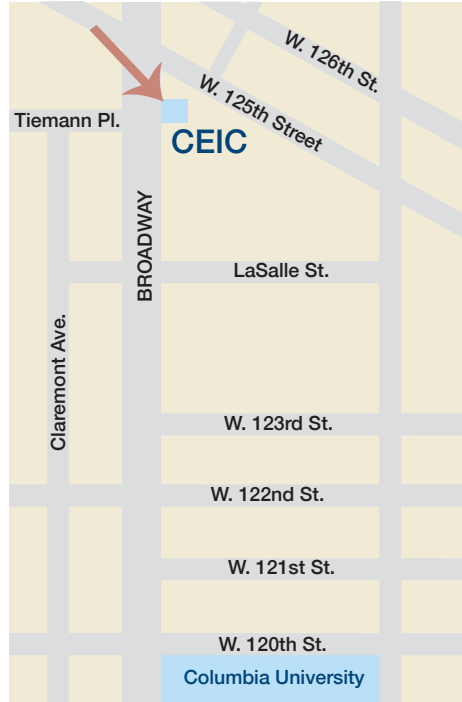 W. 126th St.
W. 125th Street
Tiemann Pl.
CEIC
BROADWAY
LaSalle St.
Claremont Ave.
W. 123rd St.
W. 122nd St.
W. 121st St.
W. 120th St.
Columbia University